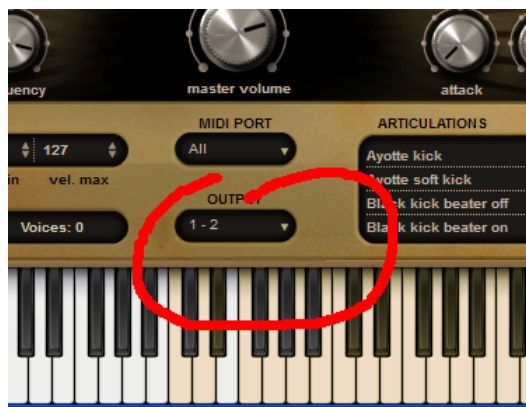 uency
master volume
attack
MIDI PORT
ARTICULATIONS
127
All
Ayotte kick
in
vel. max
Ayotte soft kick
OUTPUT
Black kick beater off
Voices: 0
1 - 2
Black kick beater on